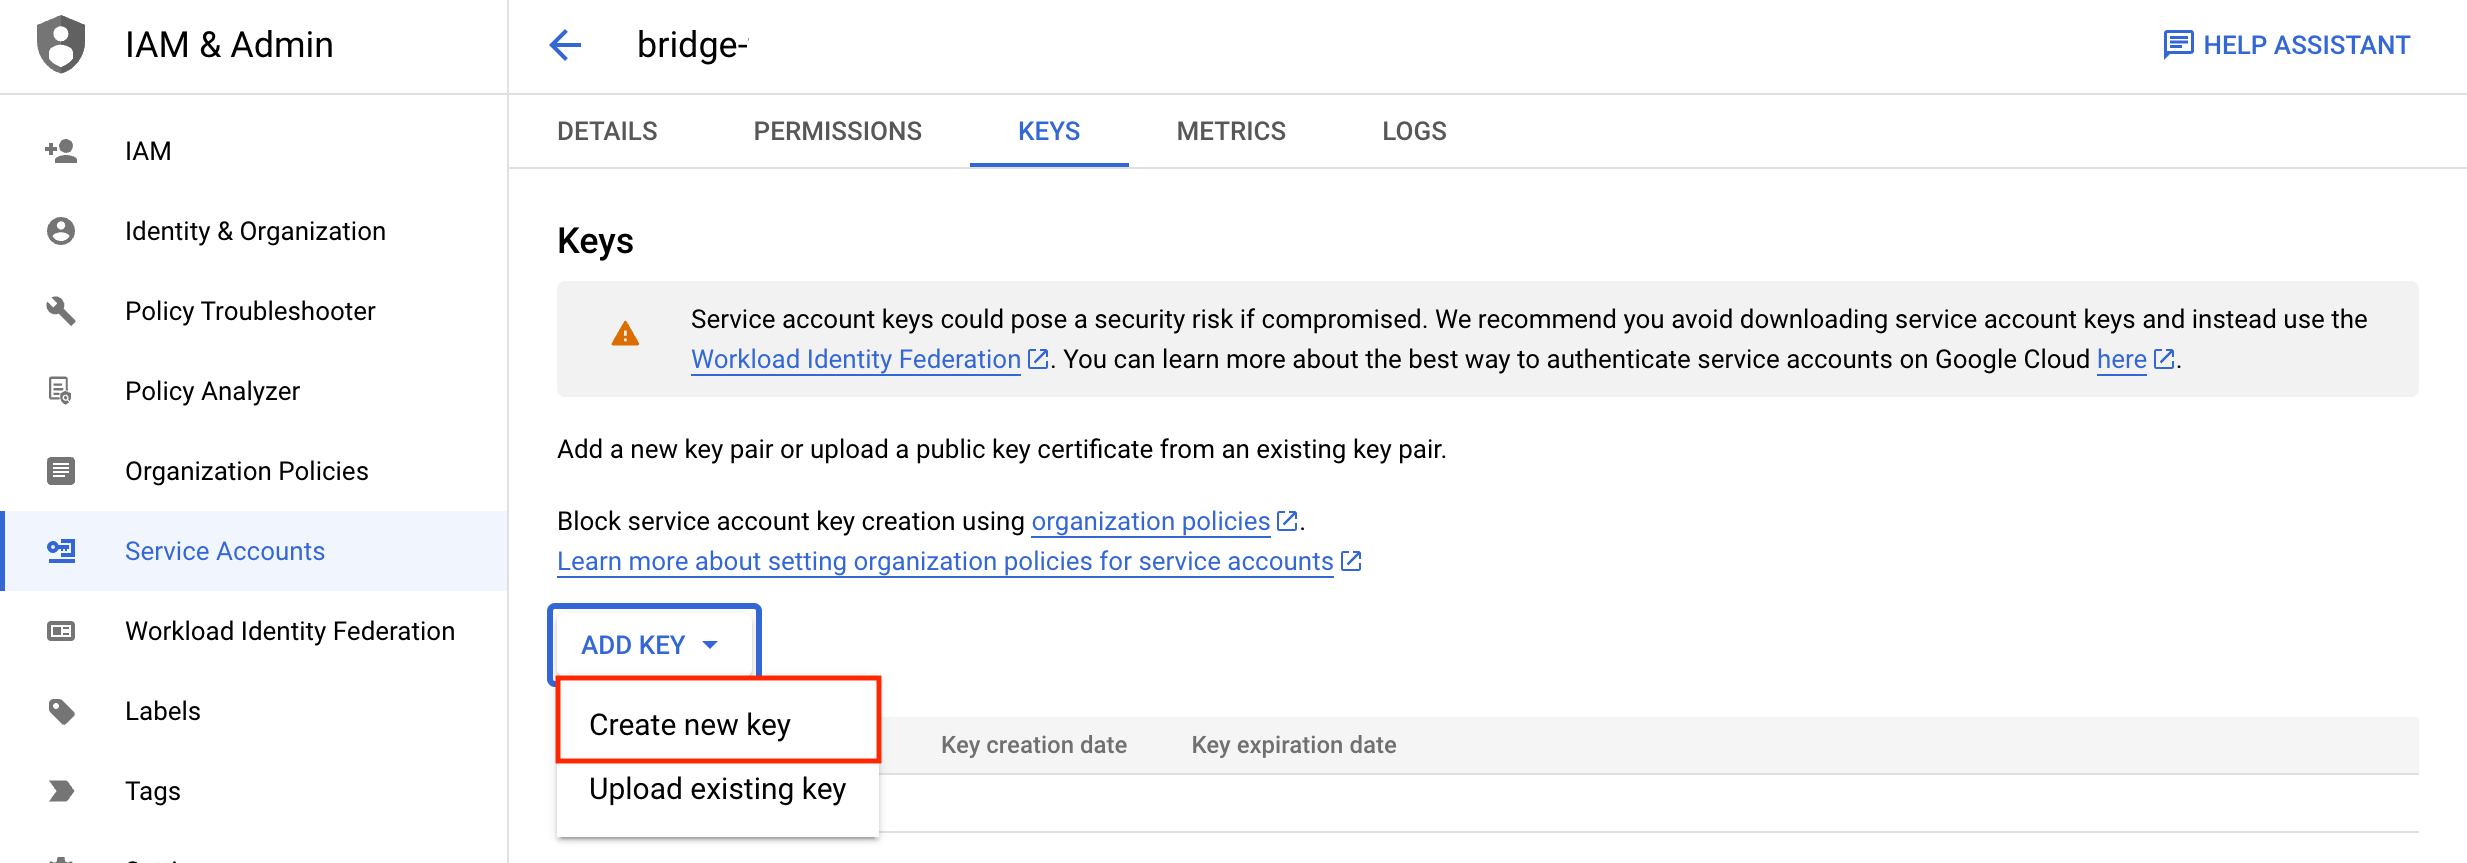 IAM & Admin
bridge-
HELP ASSISTANT
DETAILS
PERMISSIONS
KEYS
METRICS
LOGS
IAM
Identity & Organization
Policy Troubleshooter
Policy Analyzer
Organization Policies
Service Accounts
Workload Identity Federation
Labels
Tags
Keys
Service account keys could pose a security risk if compromised. We recommend you avoid downloading service account keys and instead use the
Workload Identity Federation. You can learn more about the best way to authenticate service accounts on Google Cloud here.
Add a new key pair or upload a public key certificate from an existing key pair.
Block service account key creation using organization policies.
Learn more about setting organization policies for service accounts
ADD KEY
Create new key
Upload existing key
Key creation date
Key expiration date